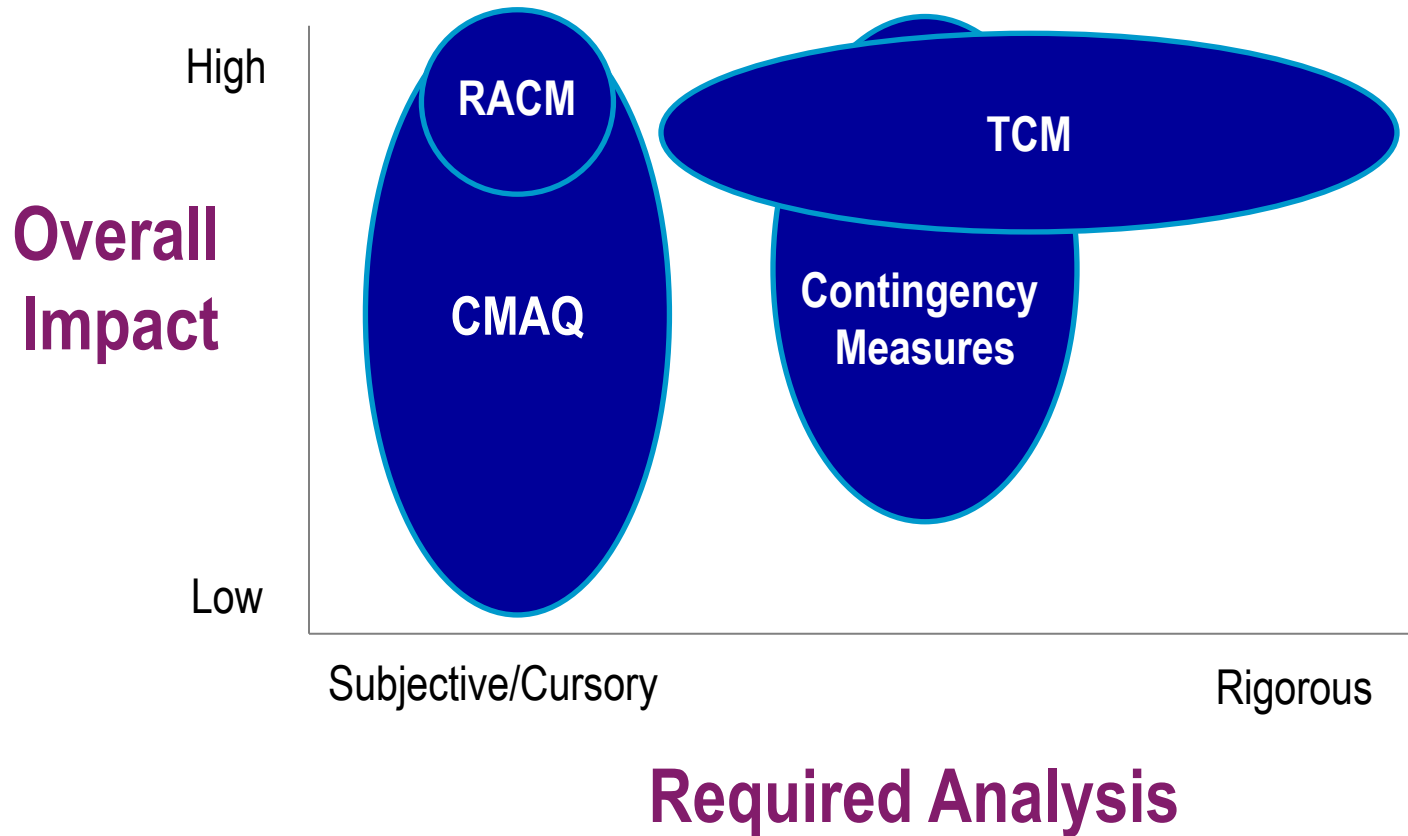 High
RACM
TCM
Overall
Impact
CMAQ
Contingency
Measures
Low
Subjective/Cursory
Rigorous
Required Analysis